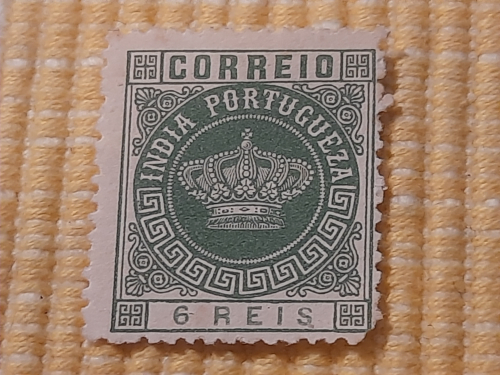 CORREIO
INDIA PORTUGUEZA
6 REIS